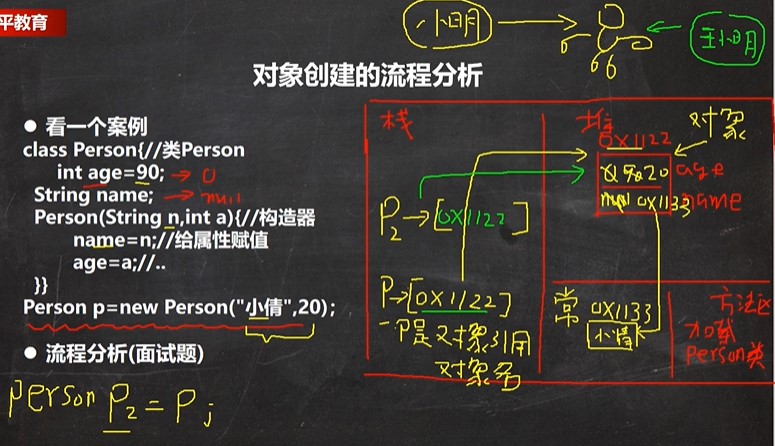 平教育
小明
王小明
对象创建的流程分析
看一个案例
class Person{//类Person
int age=90; → 0
String name; → null
Person(String n,int a){//构造器
name=n;//给属性赋值
age=a;//..
}}
Person p=new Person("小倩",20);
流程分析(面试题)
person P2 = P;
栈
P2→[0X1122]
P→[0X1122]
P是对象引用
对象名
堆
0X1122
对象
20 age
null 0X1133 name
常
0X1133
小倩
方法区
加载
Person类